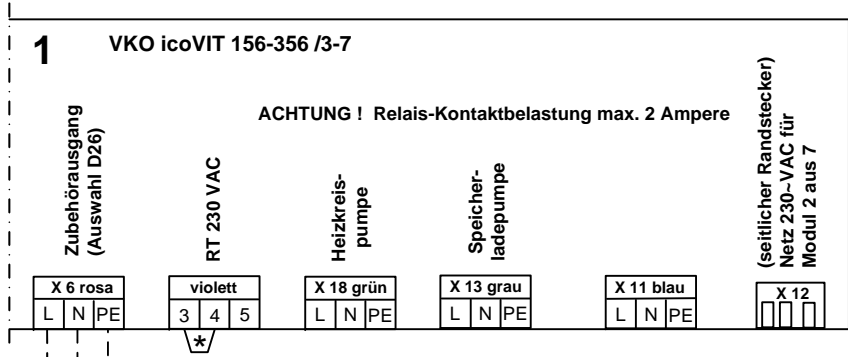 1
VKO icoVIT 156-356 /3-7
ACHTUNG ! Relais-Kontaktbelastung max. 2 Ampere
Zubehörausgang
(Auswahl D26)
RT 230 VAC
Heizkreis-
pumpe
Speicher-
ladepumpe
(seitlicher Randstecker)
Netz 230~VAC für
Modul 2 aus 7
X 6 rosa
L N PE
violett
3 4 5
*
X 18 grün
L N PE
X 13 grau
L N PE
X 11 blau
L N PE
X 12